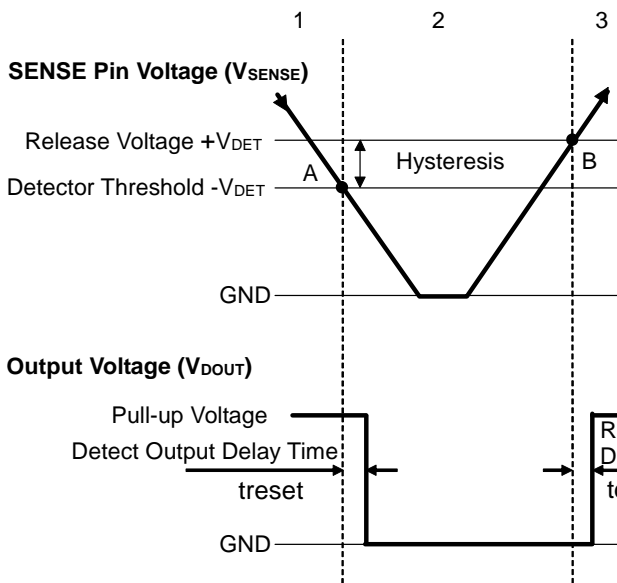 1 2 3
SENSE Pin Voltage (VSENSE)
Release Voltage +VDET
Hysteresis
A
B
Detector Threshold -VDET
GND
Output Voltage (VDOUT)
Pull-up Voltage
Detect Output Delay Time
treset
GND